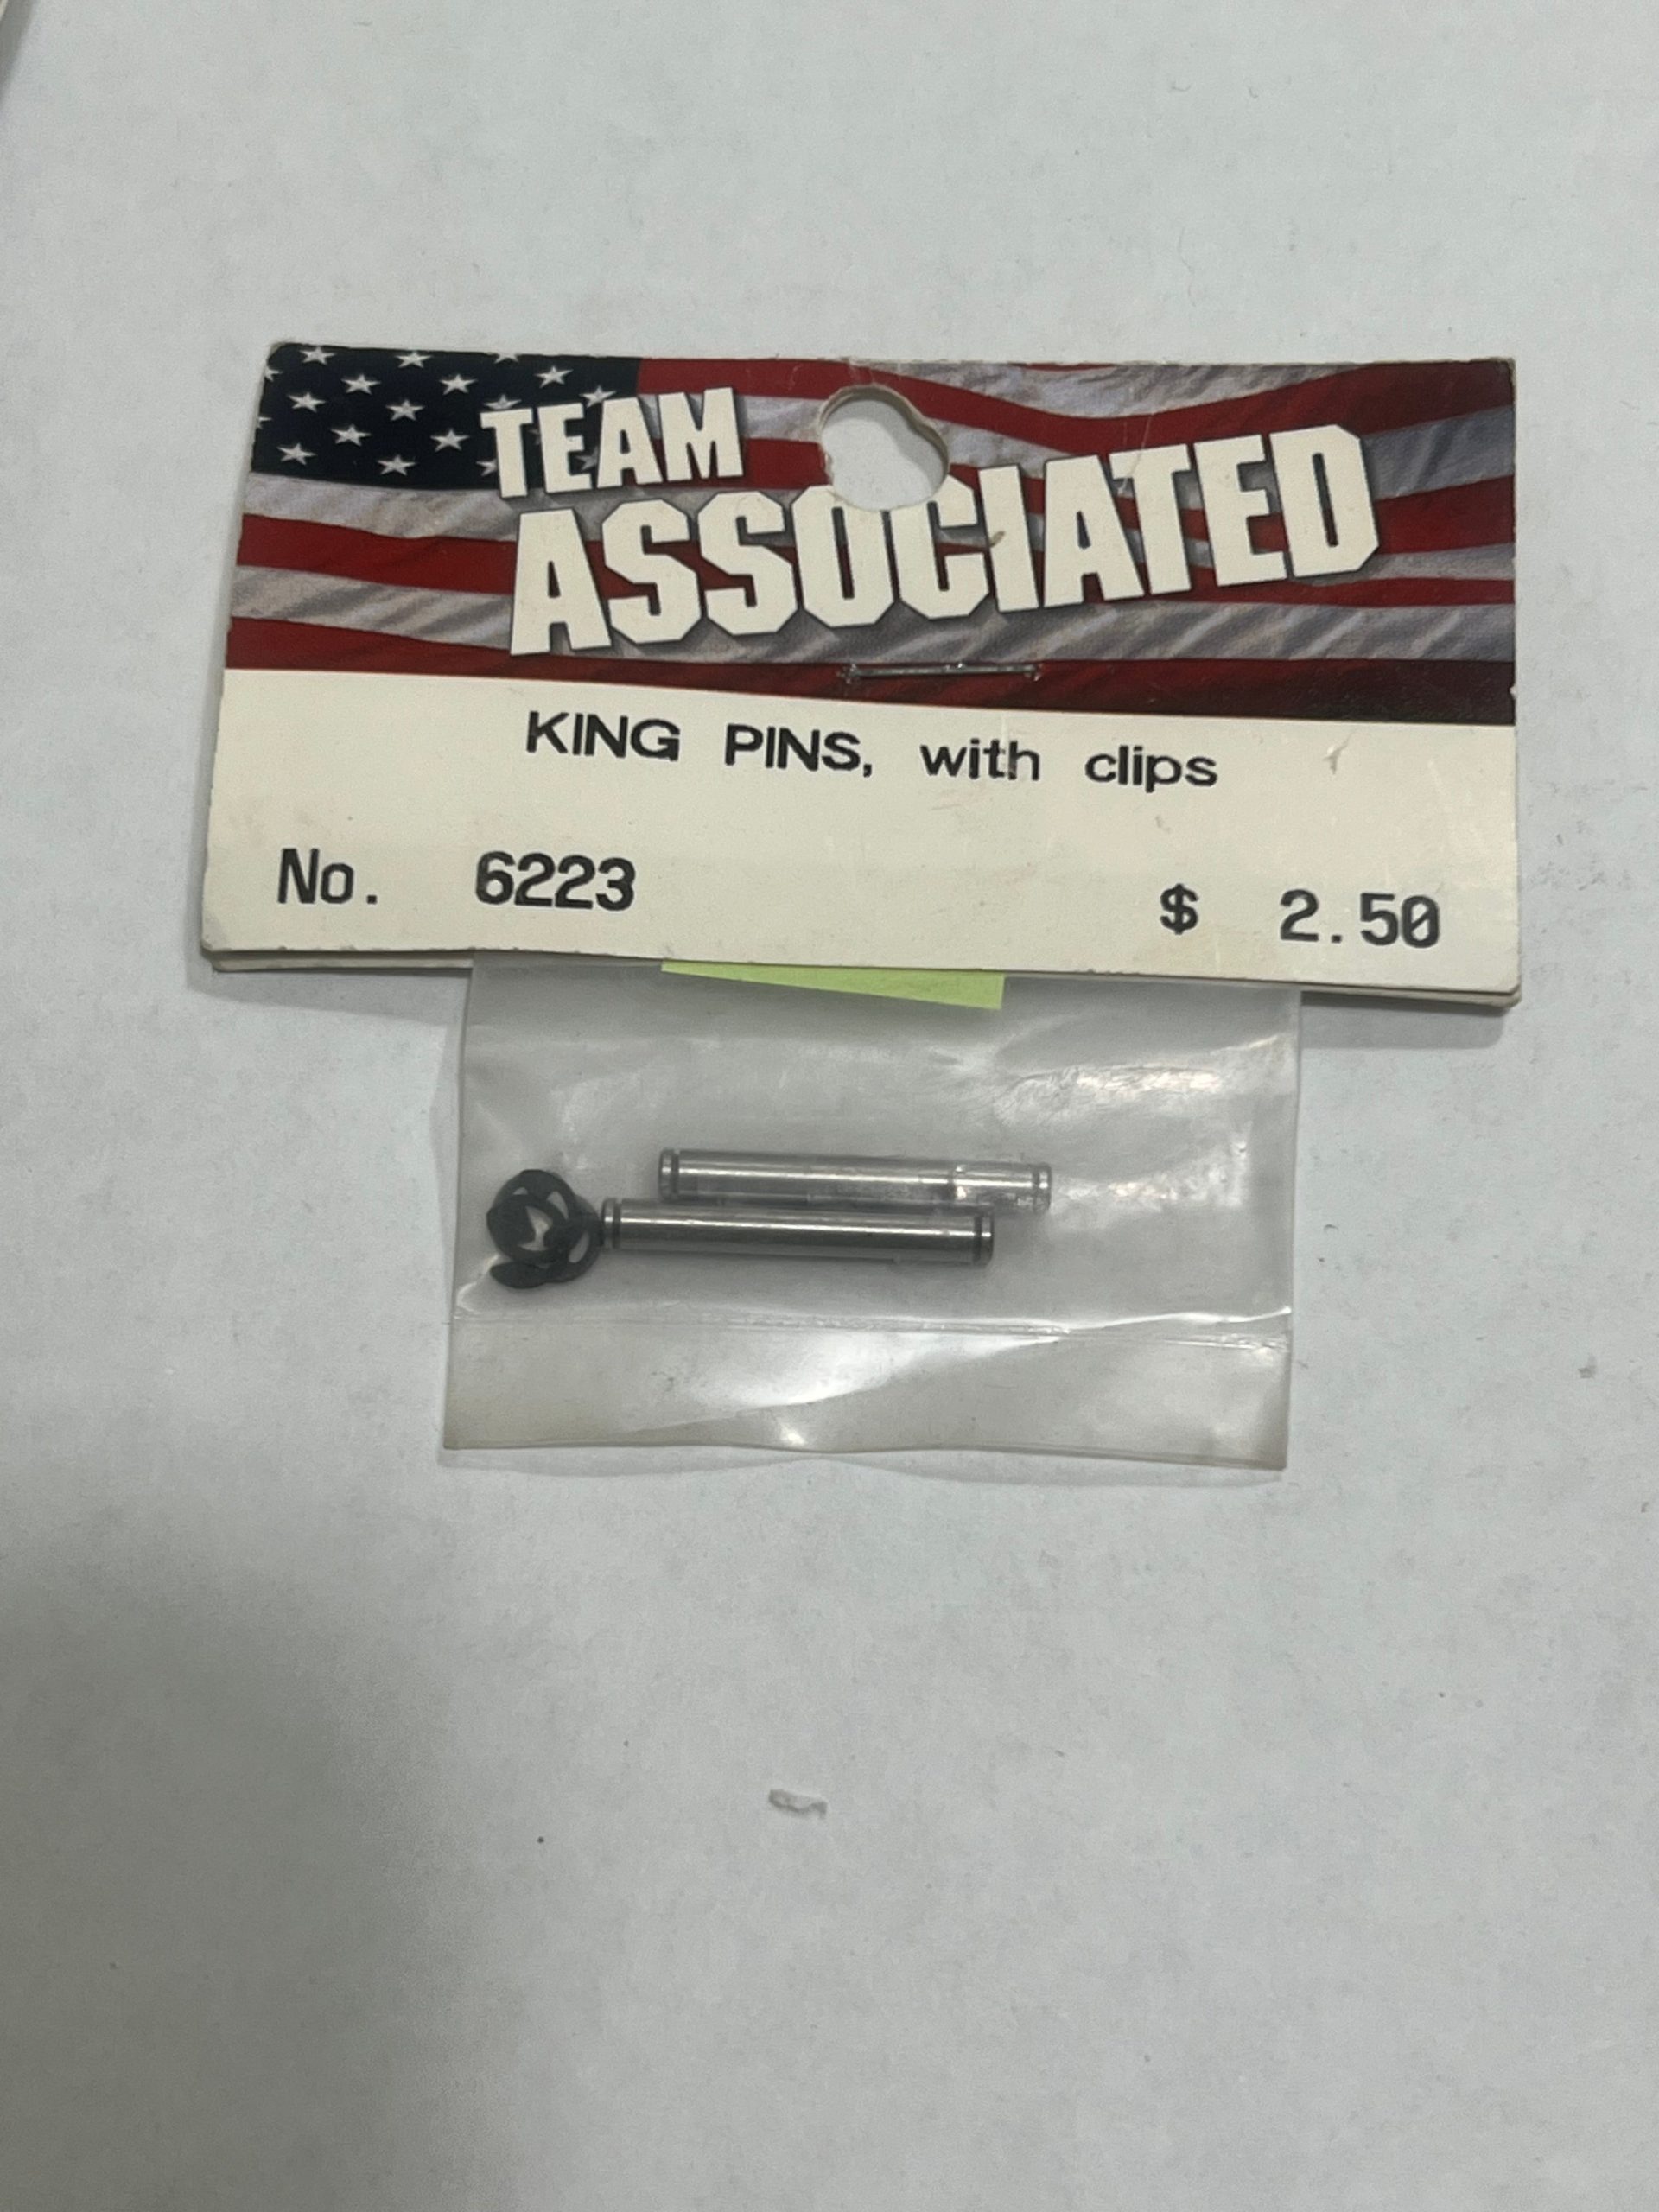 TEAM
ASSOCIATED
KING PINS, with clips
No. 6223 $ 2.50